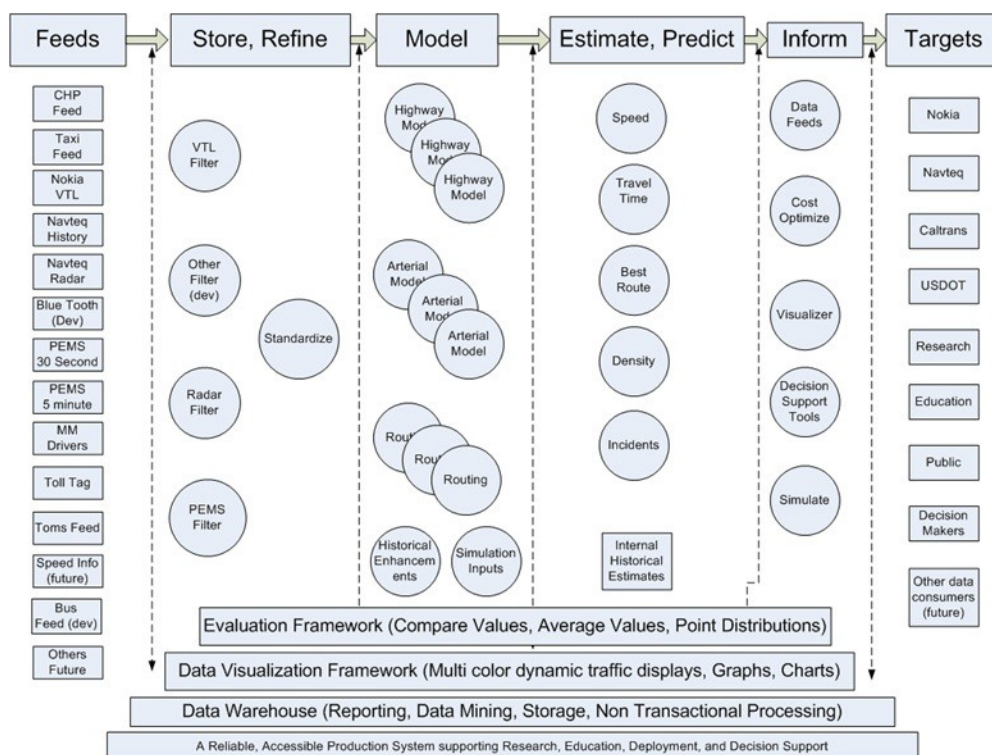 Feeds
Store, Refine
Model
Estimate, Predict
Inform
Targets
CHP
Feed
Taxi
Feed
Nokia
VTL
Navteq
History
Navteq
Radar
Blue Tooth
(Dev)
PEMS
30 Second
PEMS
5 minute
MM
Drivers
Toll Tag
Toms Feed
Speed Info
(future)
Bus
Feed (dev)
Others
Future
VTL
Filter
Other
Filter
(dev)
Standardize
Radar
Filter
PEMS
Filter
Highway
Mod
Highway
Mod
Highway
Model
Arterial
Model
Arterial
Mod
Arterial
Model
Routi
Rout
Routing
Historical
Enhancem
ents
Simulation
Inputs
Speed
Travel
Time
Best
Route
Density
Incidents
Internal
Historical
Estimates
Data
Feeds
Cost
Optimize
Visualizer
Decision
Support
Tools
Simulate
Nokia
Navteq
Caltrans
USDOT
Research
Education
Public
Decision
Makers
Other data
consumers
(future)
Evaluation Framework (Compare Values, Average Values, Point Distributions)
Data Visualization Framework (Multi color dynamic traffic displays, Graphs, Charts)
Data Warehouse (Reporting, Data Mining, Storage, Non Transactional Processing)
A Reliable, Accessible Production System supporting Research, Education, Deployment, and Decision Support